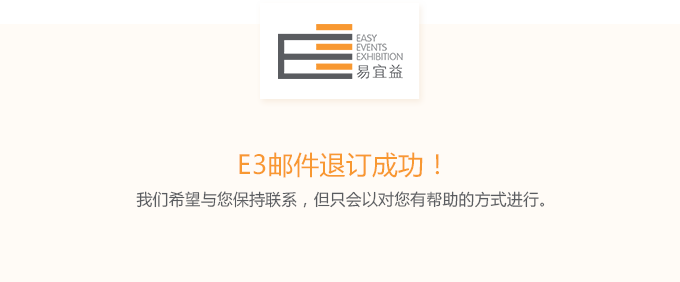 EASY
EVENTS
EXHIBITION
易宜益
E3邮件退订成功！
我们希望与您保持联系，但只会以对您有帮助的方式进行。